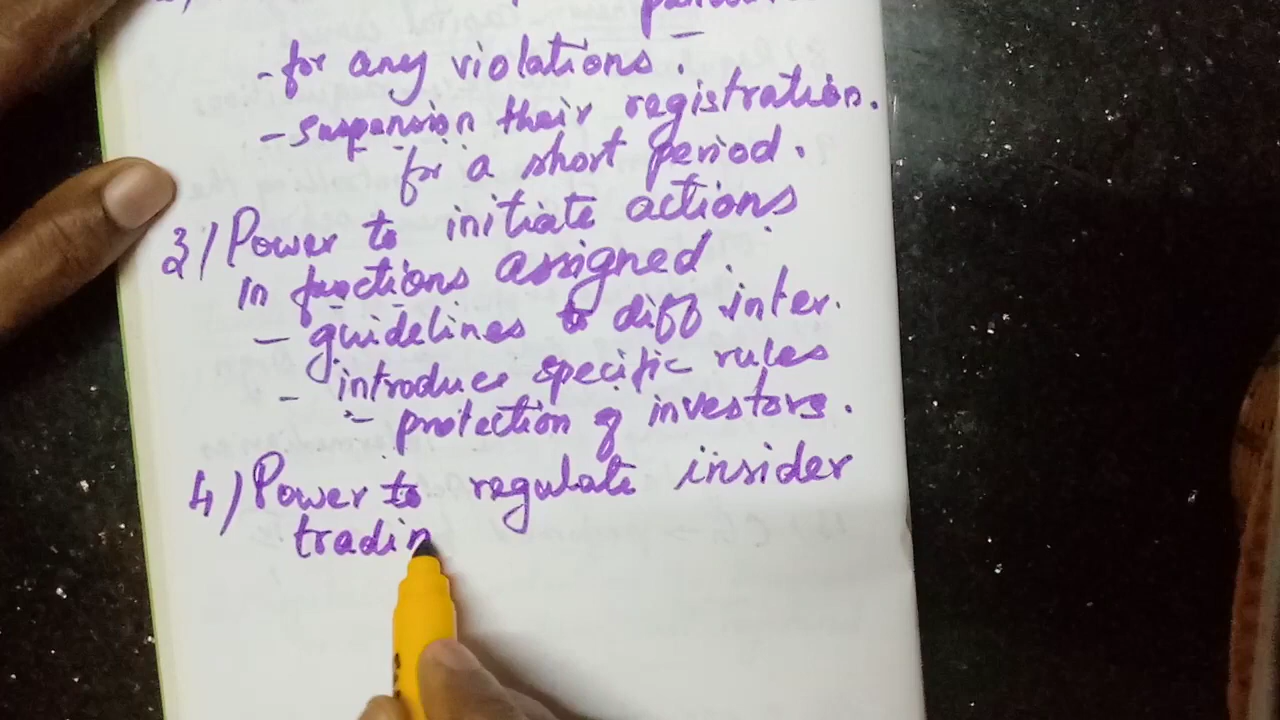 - for any violations.
- suspension their registration.
for a short period.
3) Power to initiate actions
in functions assigned.
- guidelines to diff inter.
- introduce specific rules
- protection of investors.
4) Power to regulate insider
tradin